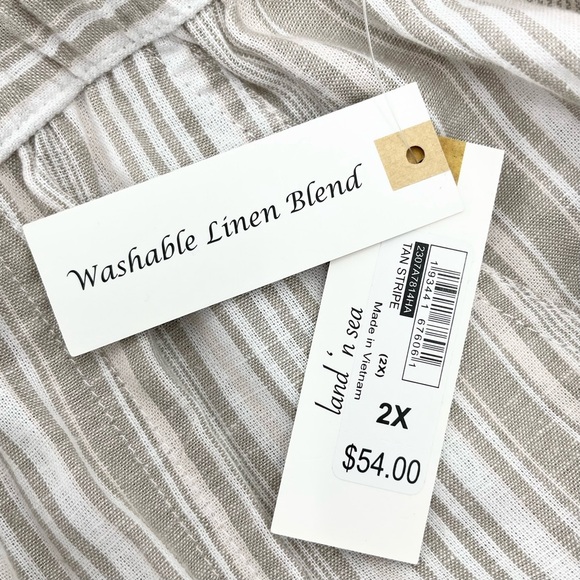 Washable Linen Blend
land 'n sea
Made in Vietnam
(2X)
2307A7814HA
TAN STRIPE
1 93441 67606 1
2X
$54.00